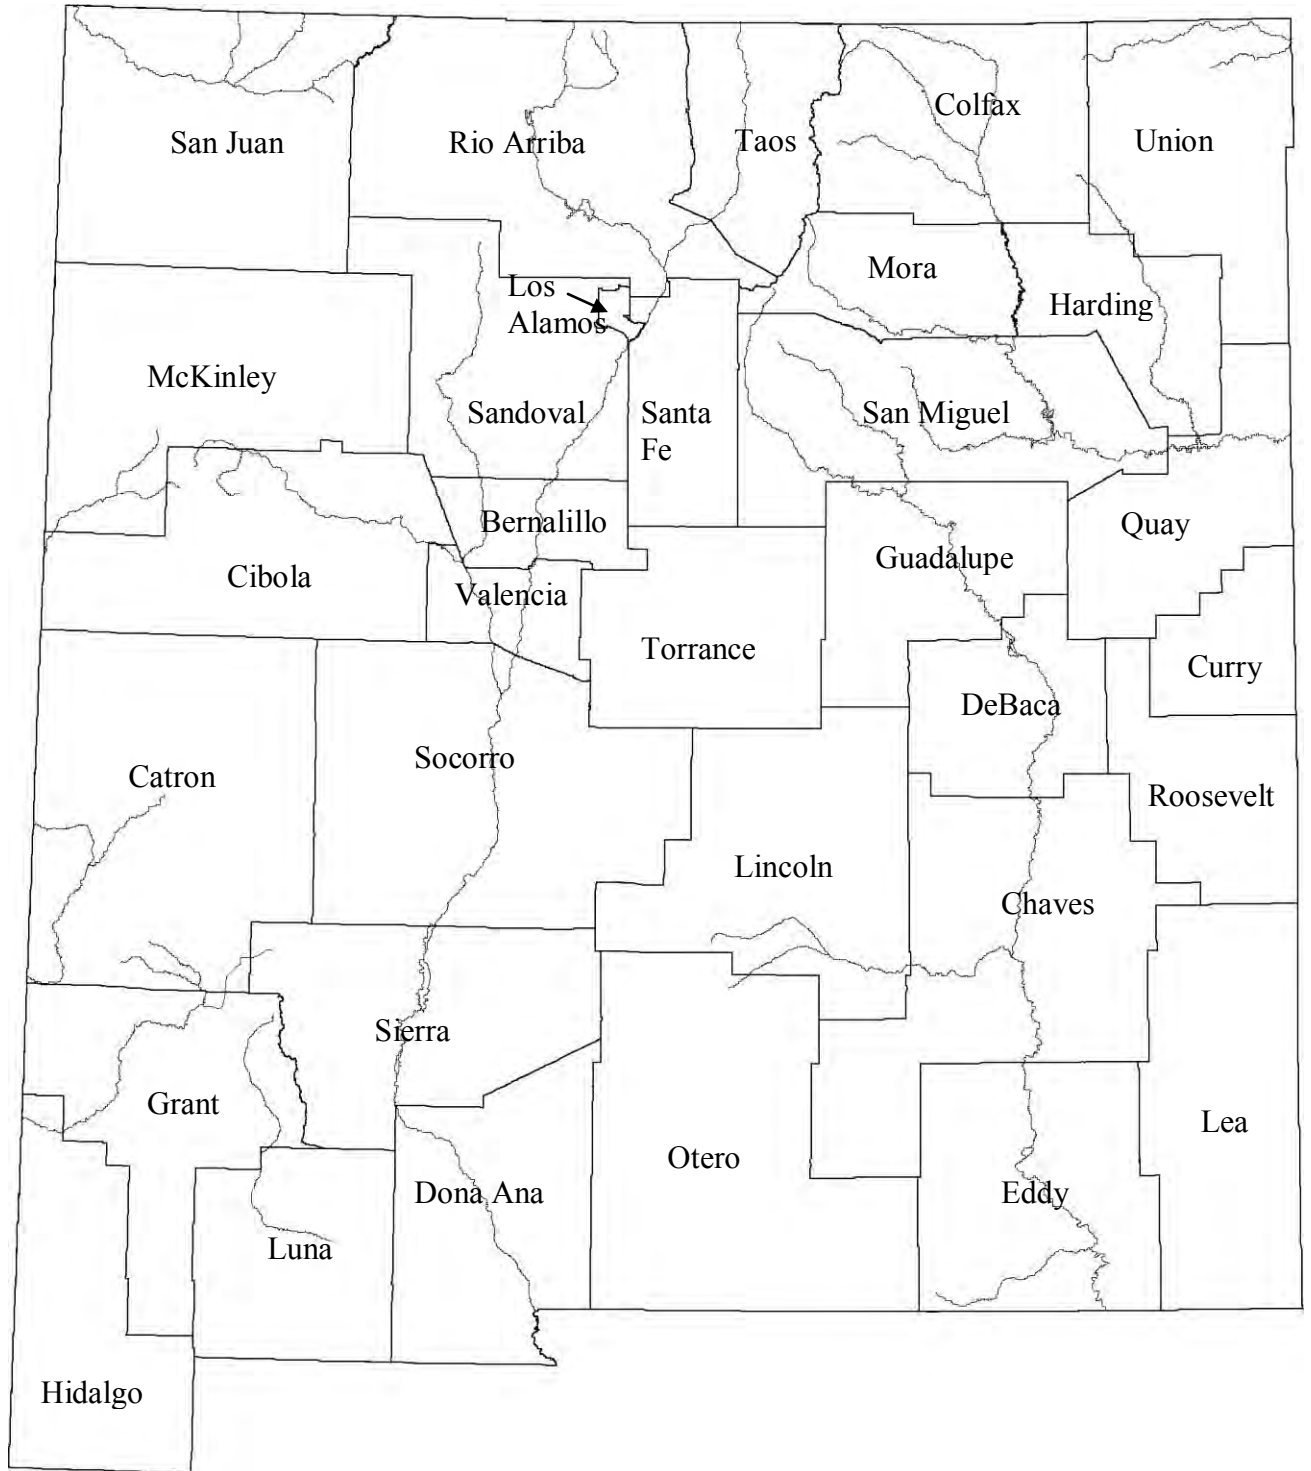 Colfax
San Juan
Rio Arriba
Taos
Union
Mora
Los
Alamos
Harding
McKinley
Sandoval
Santa
Fe
San Miguel
Bernalillo
Quay
Guadalupe
Cibola
Valencia
Torrance
Curry
DeBaca
Socorro
Catron
Roosevelt
Lincoln
Chaves
Sierra
Grant
Lea
Otero
Dona Ana
Eddy
Luna
Hidalgo